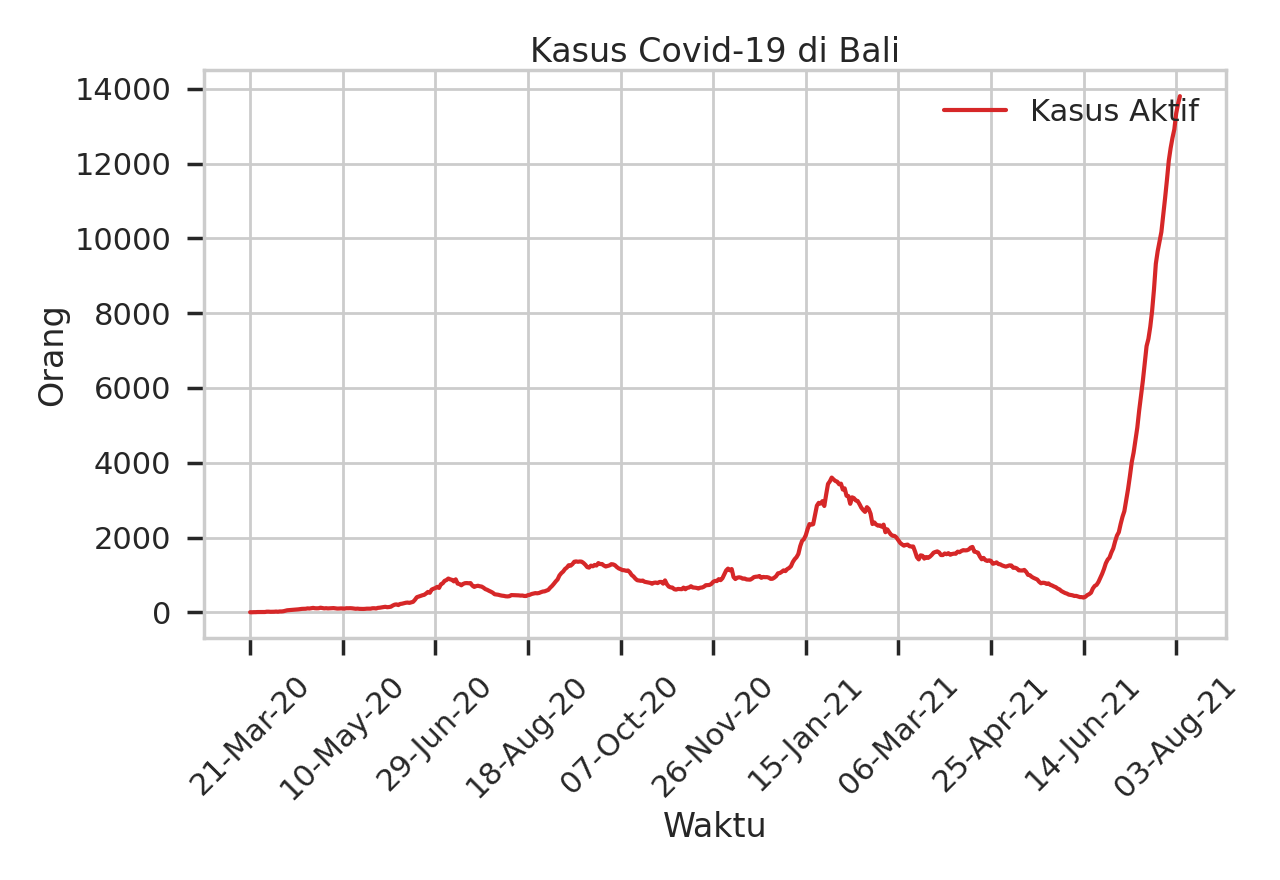 Kasus Covid-19 di Bali
Kasus Aktif
14000
12000
10000
8000
6000
4000
2000
0
Orang
21-Mar-20
10-May-20
29-Jun-20
18-Aug-20
07-Oct-20
26-Nov-20
15-Jan-21
06-Mar-21
25-Apr-21
14-Jun-21
03-Aug-21
Waktu